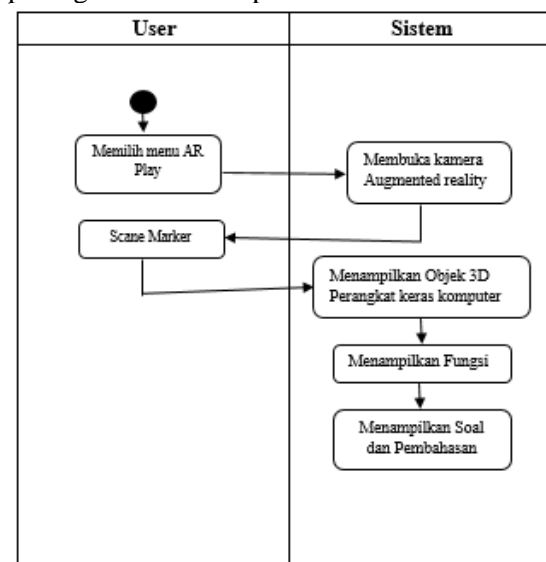 User
Sistem
Memilih menu AR
Play
Membuka kamera
Augmented reality
Scane Marker
Menampilkan Objek 3D
Perangkat keras komputer
Menampilkan Fungsi
Menampilkan Soal
dan Pembahasan